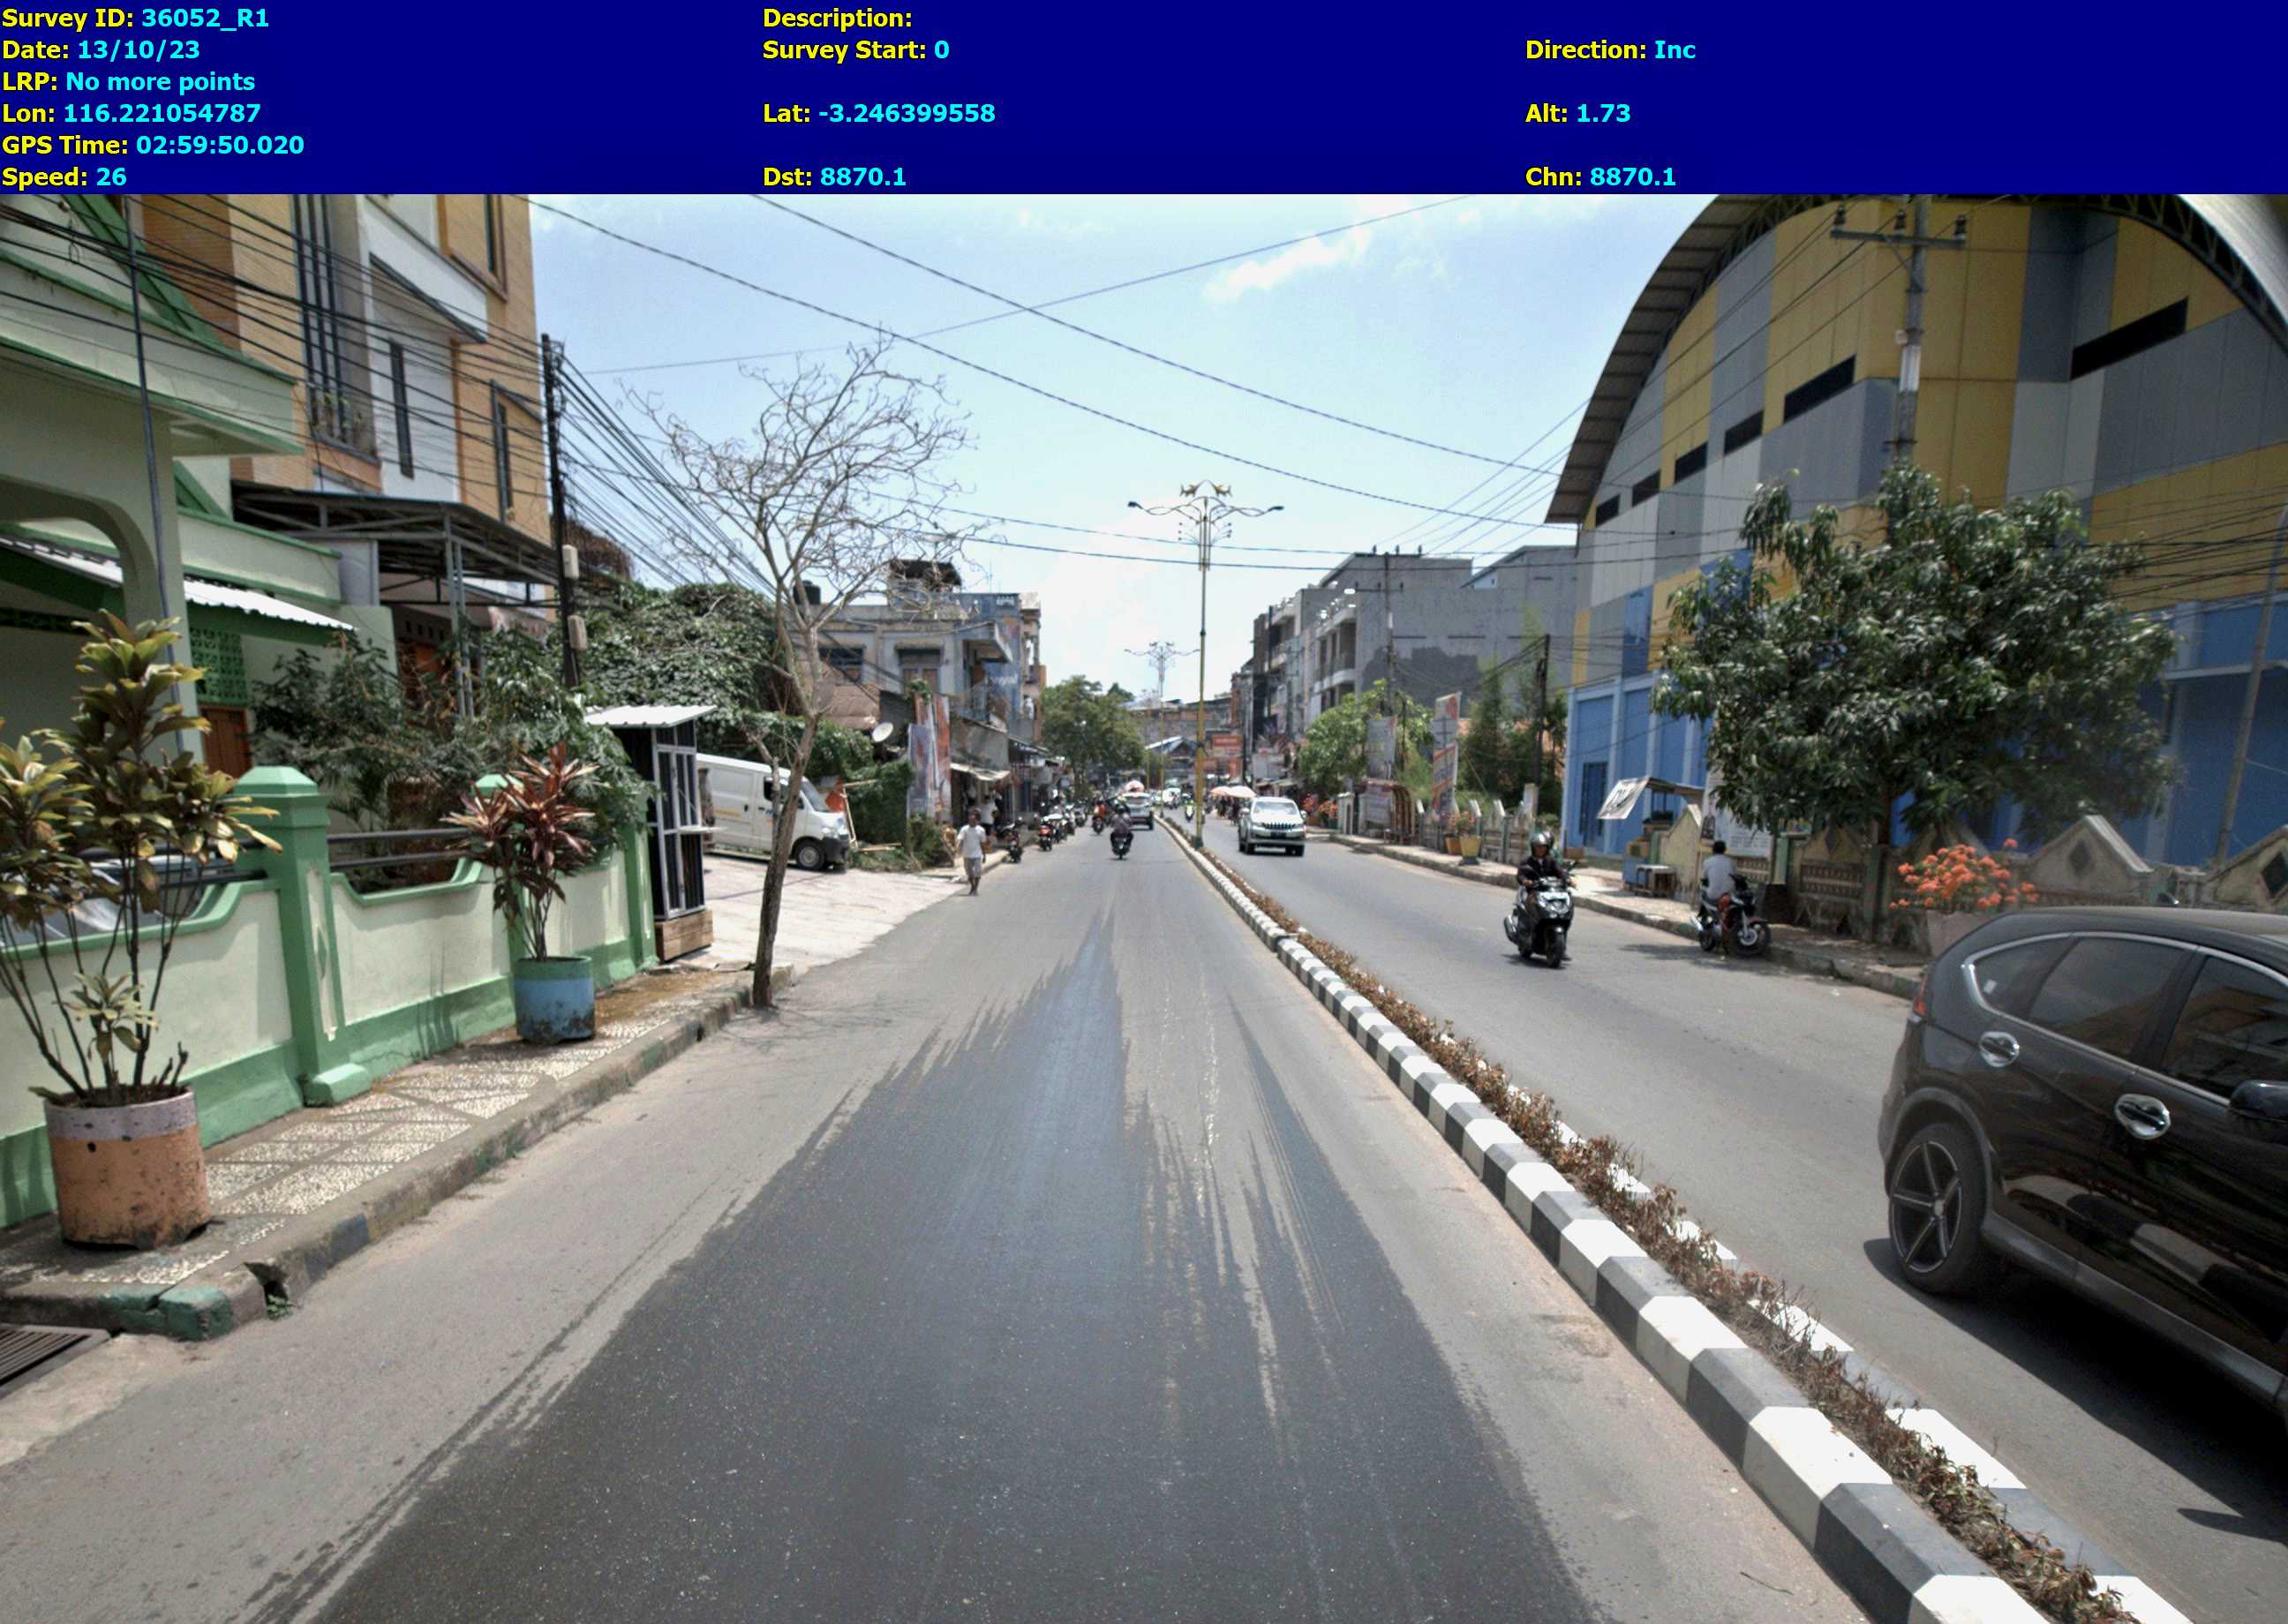 Survey ID: 36052_R1
Description:
Date: 13/10/23
Survey Start: 0
Direction: Inc
LRP: No more points
Lon: 116.221054787
Lat: -3.246399558
Alt: 1.73
GPS Time: 02:59:50.020
Speed: 26
Dst: 8870.1
Chn: 8870.1